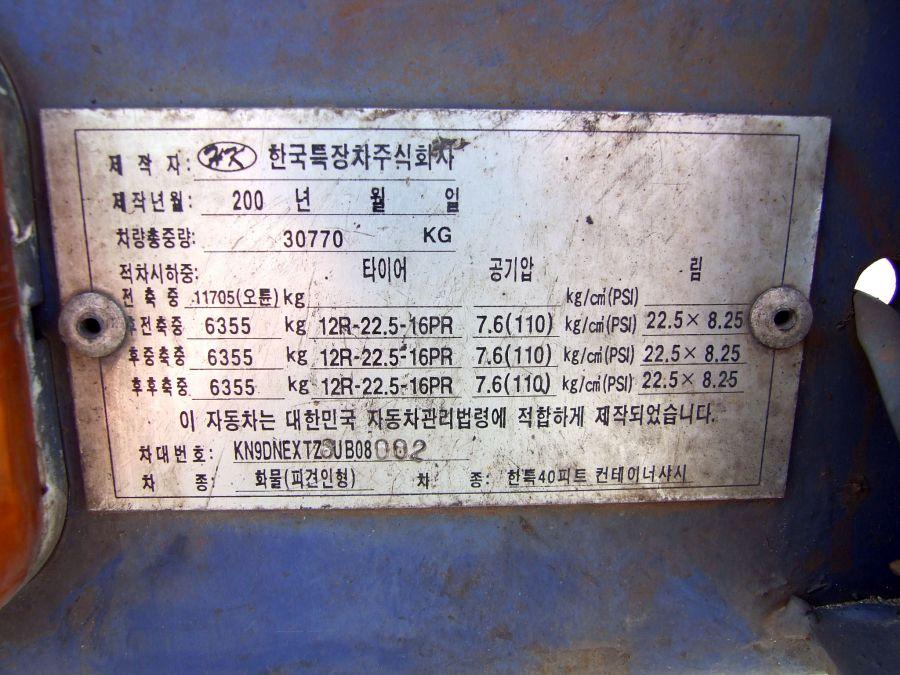 제 작 자: HK 한국특장차주식회사
제작년월: 200 년 월 일
차량총중량: 30770 KG
적차시하중: 타이어 공기압 림
전 축 중 11705(오륜) kg kg/㎠(PSI)
후전축중 6355 kg 12R-22.5-16PR 7.6(110) kg/㎠(PSI) 22.5× 8.25
후중축중 6355 kg 12R-22.5-16PR 7.6(110) kg/㎠(PSI) 22.5× 8.25
후후축중 6355 kg 12R-22.5-16PR 7.6(110) kg/㎠(PSI) 22.5× 8.25
이 자동차는 대한민국 자동차관리법령에 적합하게 제작되었습니다.
차대번호:
차 종: 화물(피견인형) 차 종: 한특40피트 컨테이너샤시